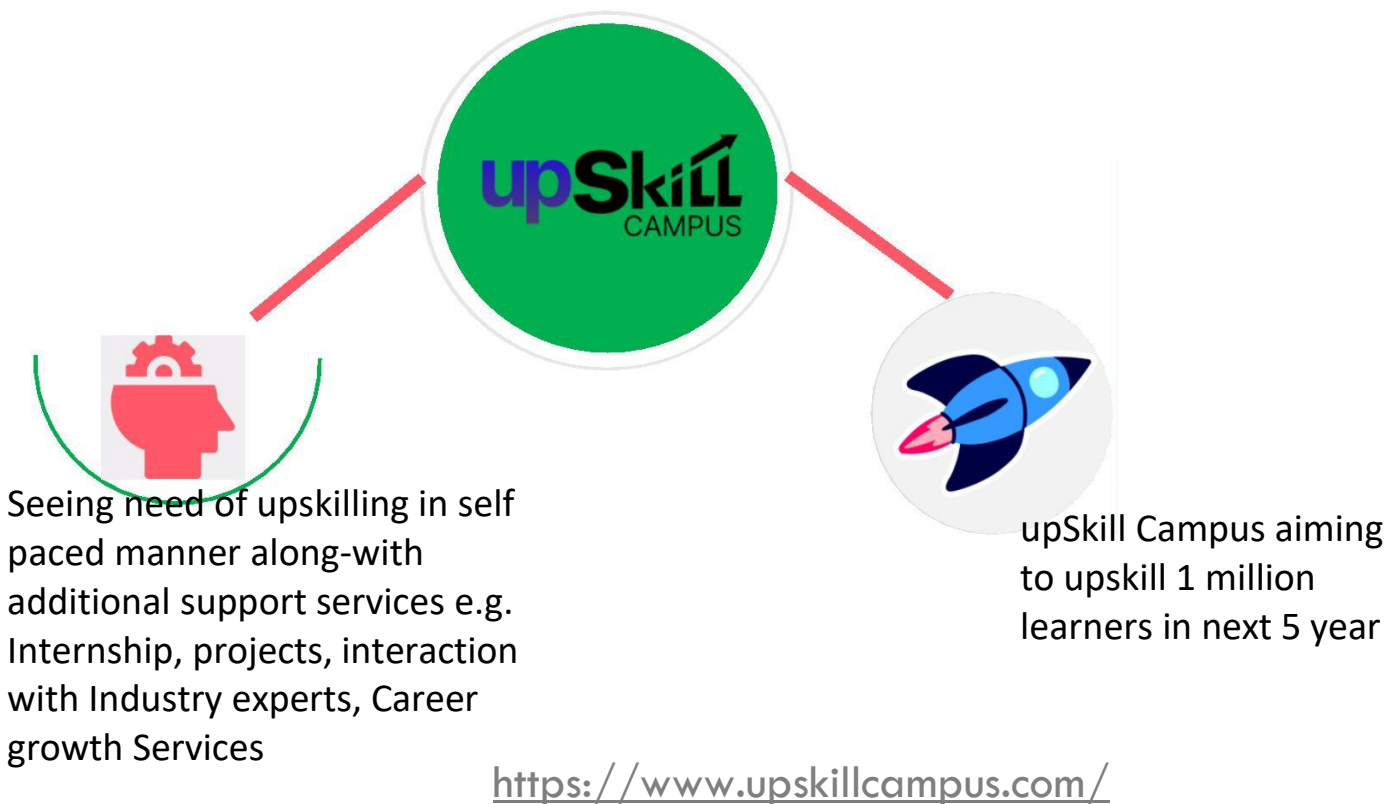 upSkill
CAMPUS
Seeing need of upskilling in self
paced manner along-with
additional support services e.g.
Internship, projects, interaction
with Industry experts, Career
growth Services
upSkill Campus aiming
to upskill 1 million
learners in next 5 year
https://www.upskillcampus.com/